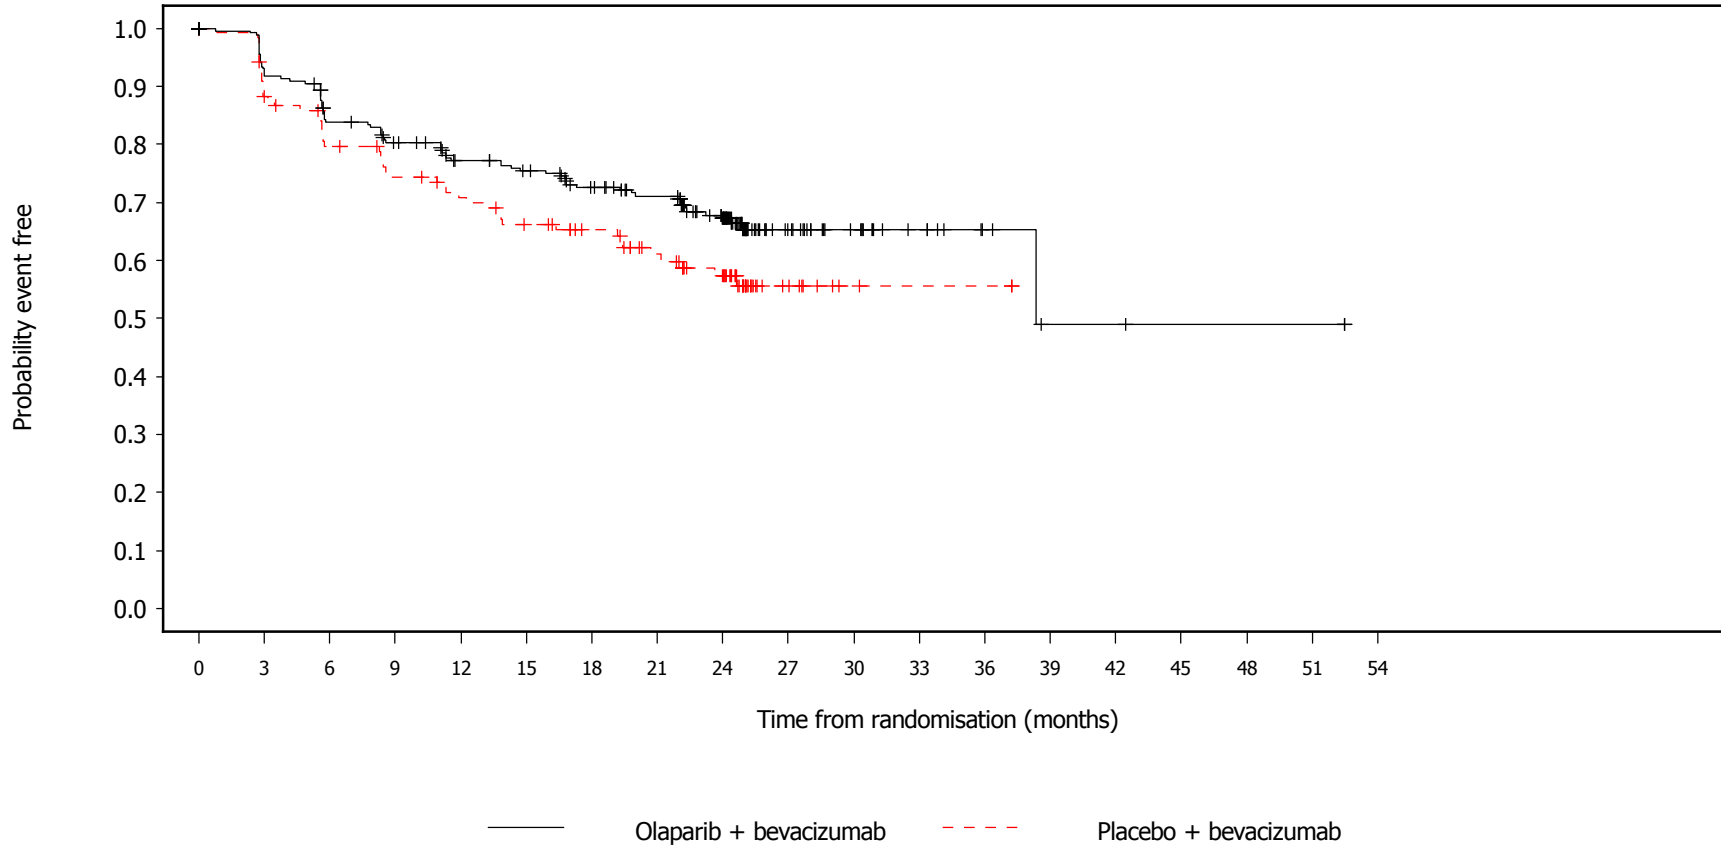 Probability event free
1.0
0.9
0.8
0.7
0.6
0.5
0.4
0.3
0.2
0.1
0.0
0 3 6 9 12 15 18 21 24 27 30 33 36 39 42 45 48 51 54
Time from randomisation (months)
Olaparib + bevacizumab Placebo + bevacizumab